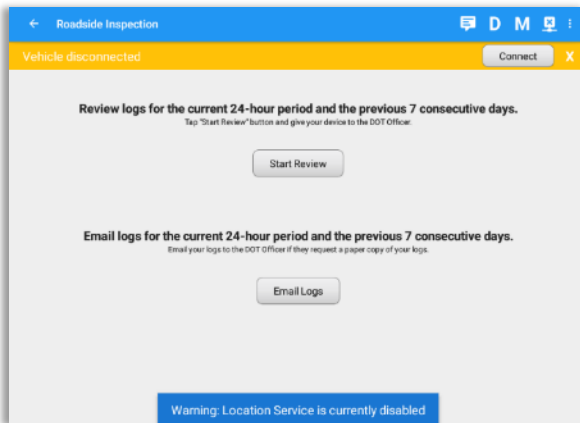 Roadside Inspection
D M
Vehicle disconnected
Connect X
Review logs for the current 24-hour period and the previous 7 consecutive days.
Tap "Start Review" button and give your device to the DOT Officer.
Start Review
Email logs for the current 24-hour period and the previous 7 consecutive days.
Email your logs to the DOT Officer if they request a paper copy of your logs.
Email Logs
Warning: Location Service is currently disabled